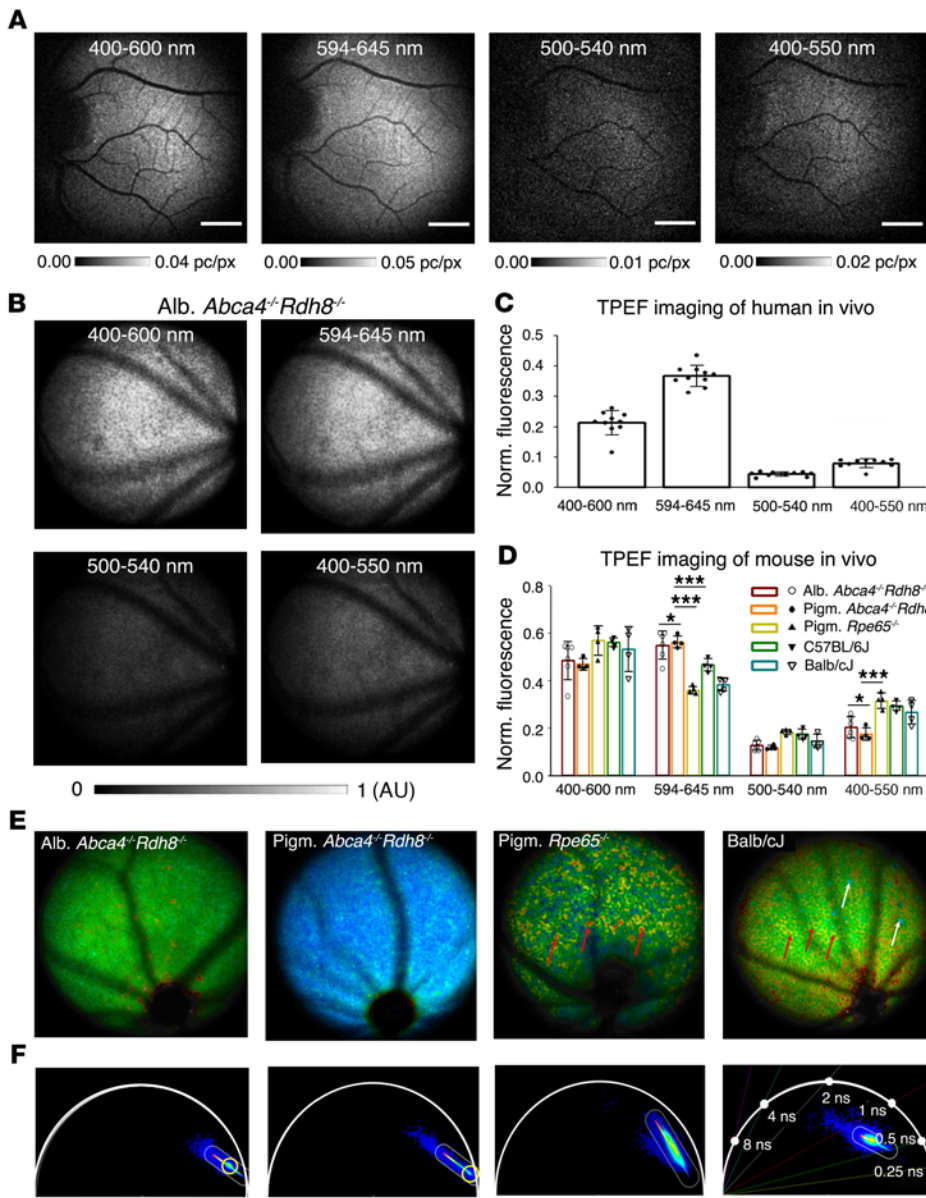 A
400-600 nm
594-645 nm
500-540 nm
400-550 nm
0.00 0.04 pc/px
0.00 0.05 pc/px
0.00 0.01 pc/px
0.00 0.02 pc/px
B
Alb. Abca4-/-Rdh8-/-
400-600 nm
594-645 nm
500-540 nm
400-550 nm
0 1 (AU)
C
TPEF imaging of human in vivo
Norm. fluorescence
0.5
0.4
0.3
0.2
0.1
0.0
400-600 nm
594-645 nm
500-540 nm
400-550 nm
D
TPEF imaging of mouse in vivo
Norm. fluorescence
0.8
0.6
0.4
0.2
0.0
***
***
*
***
*
Alb. Abca4-/-Rdh8-/-
Pigm. Abca4-/-Rdh8
Pigm. Rpe65-/-
C57BL/6J
Balb/cJ
400-600 nm
594-645 nm
500-540 nm
400-550 nm
E
Alb. Abca4-/-Rdh8-/-
Pigm. Abca4-/-Rdh8-/-
Pigm. Rpe65-/-
Balb/cJ
F
2 ns
4 ns
1 ns
8 ns
0.5 ns
0.25 ns